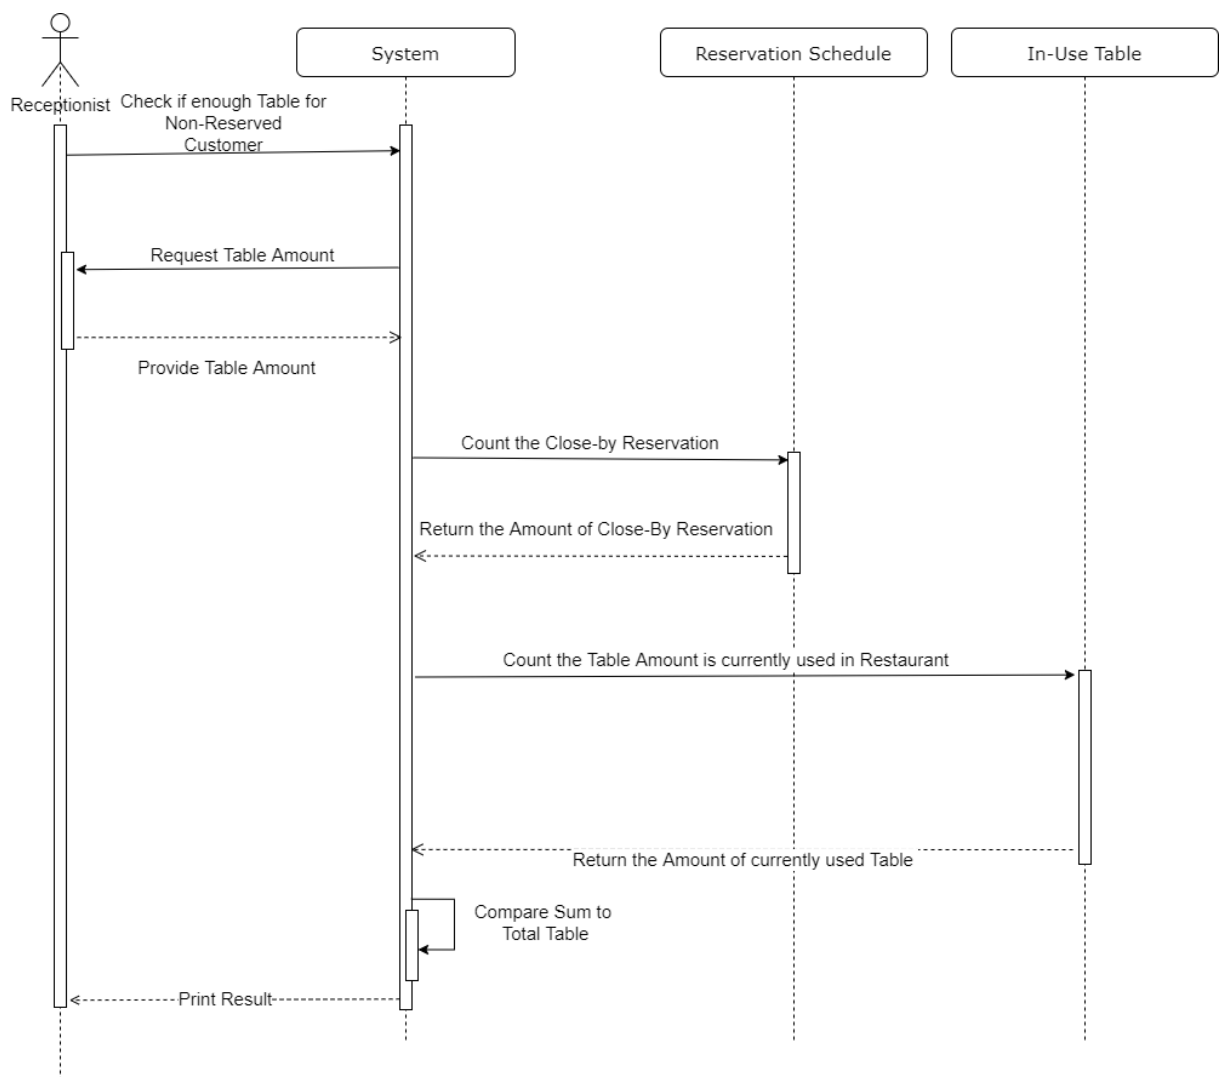 System
Reservation Schedule
In-Use Table
Receptionist
Check if enough Table for
Non-Reserved
Customer
Request Table Amount
Provide Table Amount
Count the Close-by Reservation
Return the Amount of Close-By Reservation
Count the Table Amount is currently used in Restaurant
Return the Amount of currently used Table
Compare Sum to
Total Table
Print Result